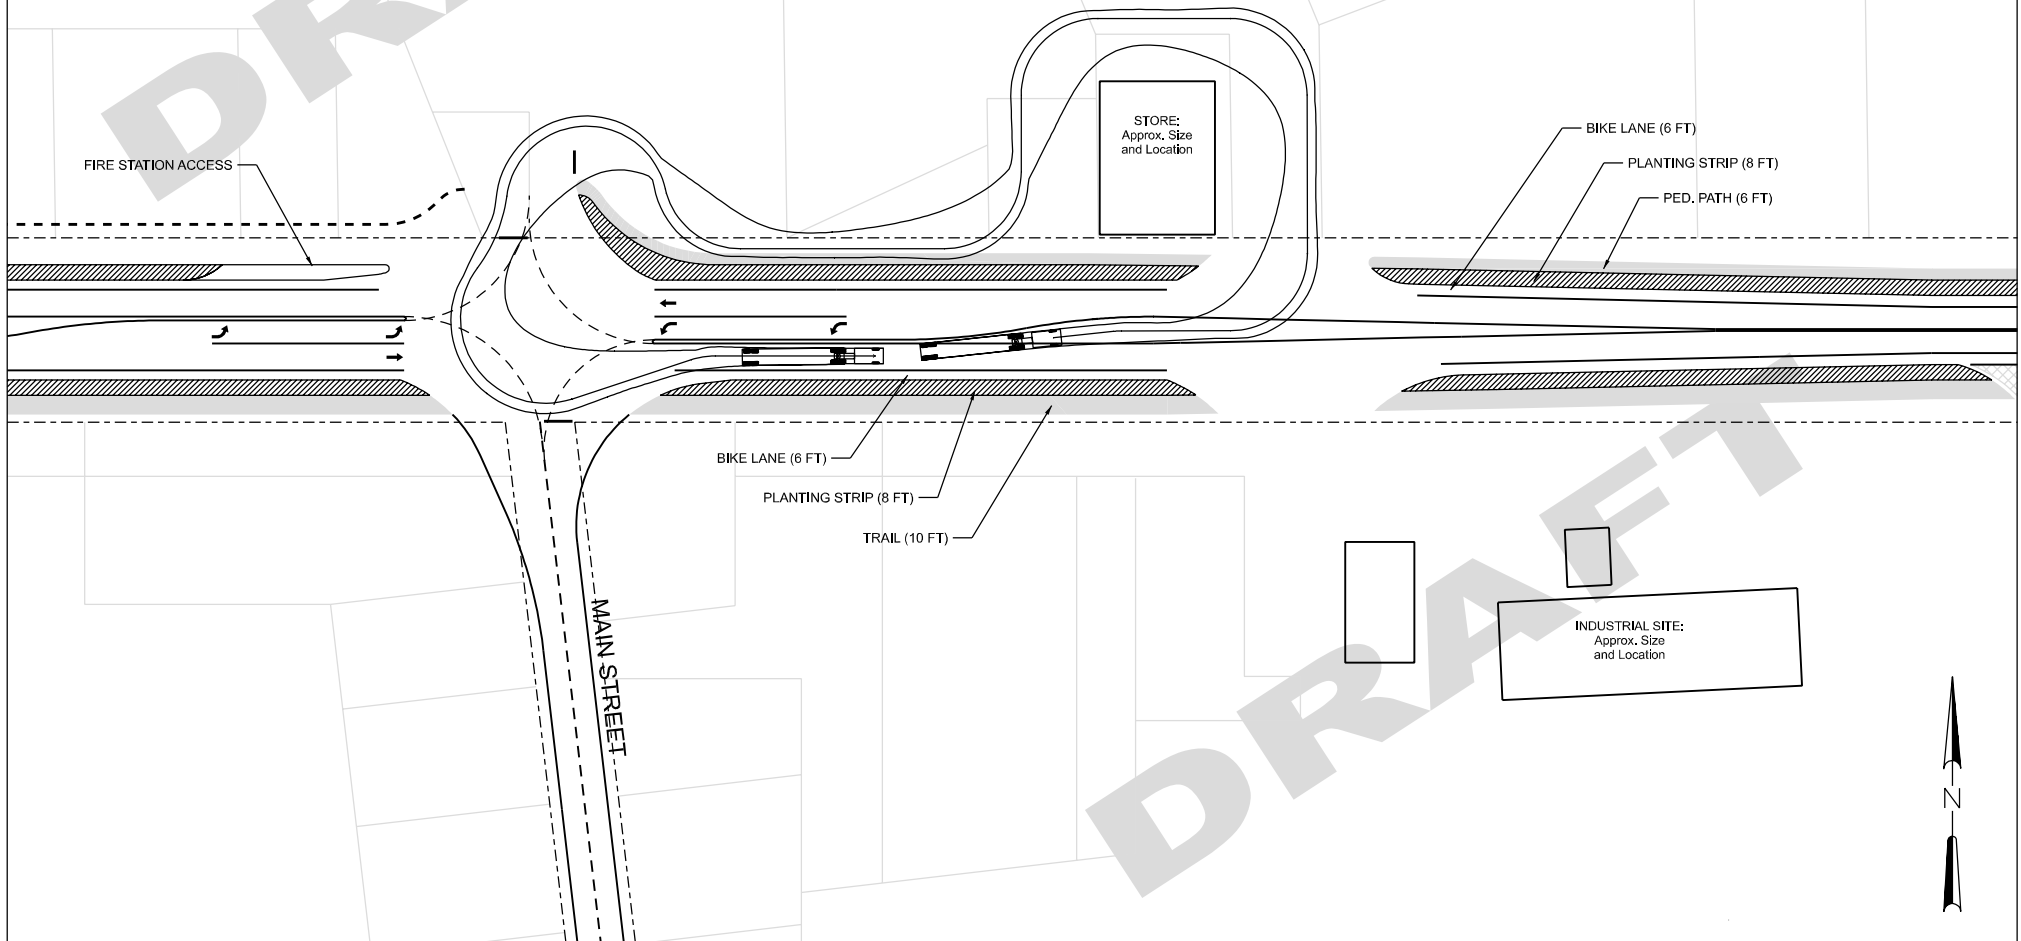 DRAFT
STORE:
Approx. Size
and Location
BIKE LANE (6 FT)
FIRE STATION ACCESS
PLANTING STRIP (8 FT)
PED. PATH (6 FT)
BIKE LANE (6 FT)
PLANTING STRIP (8 FT)
TRAIL (10 FT)
MAIN STREET
INDUSTRIAL SITE:
Approx. Size
and Location
N